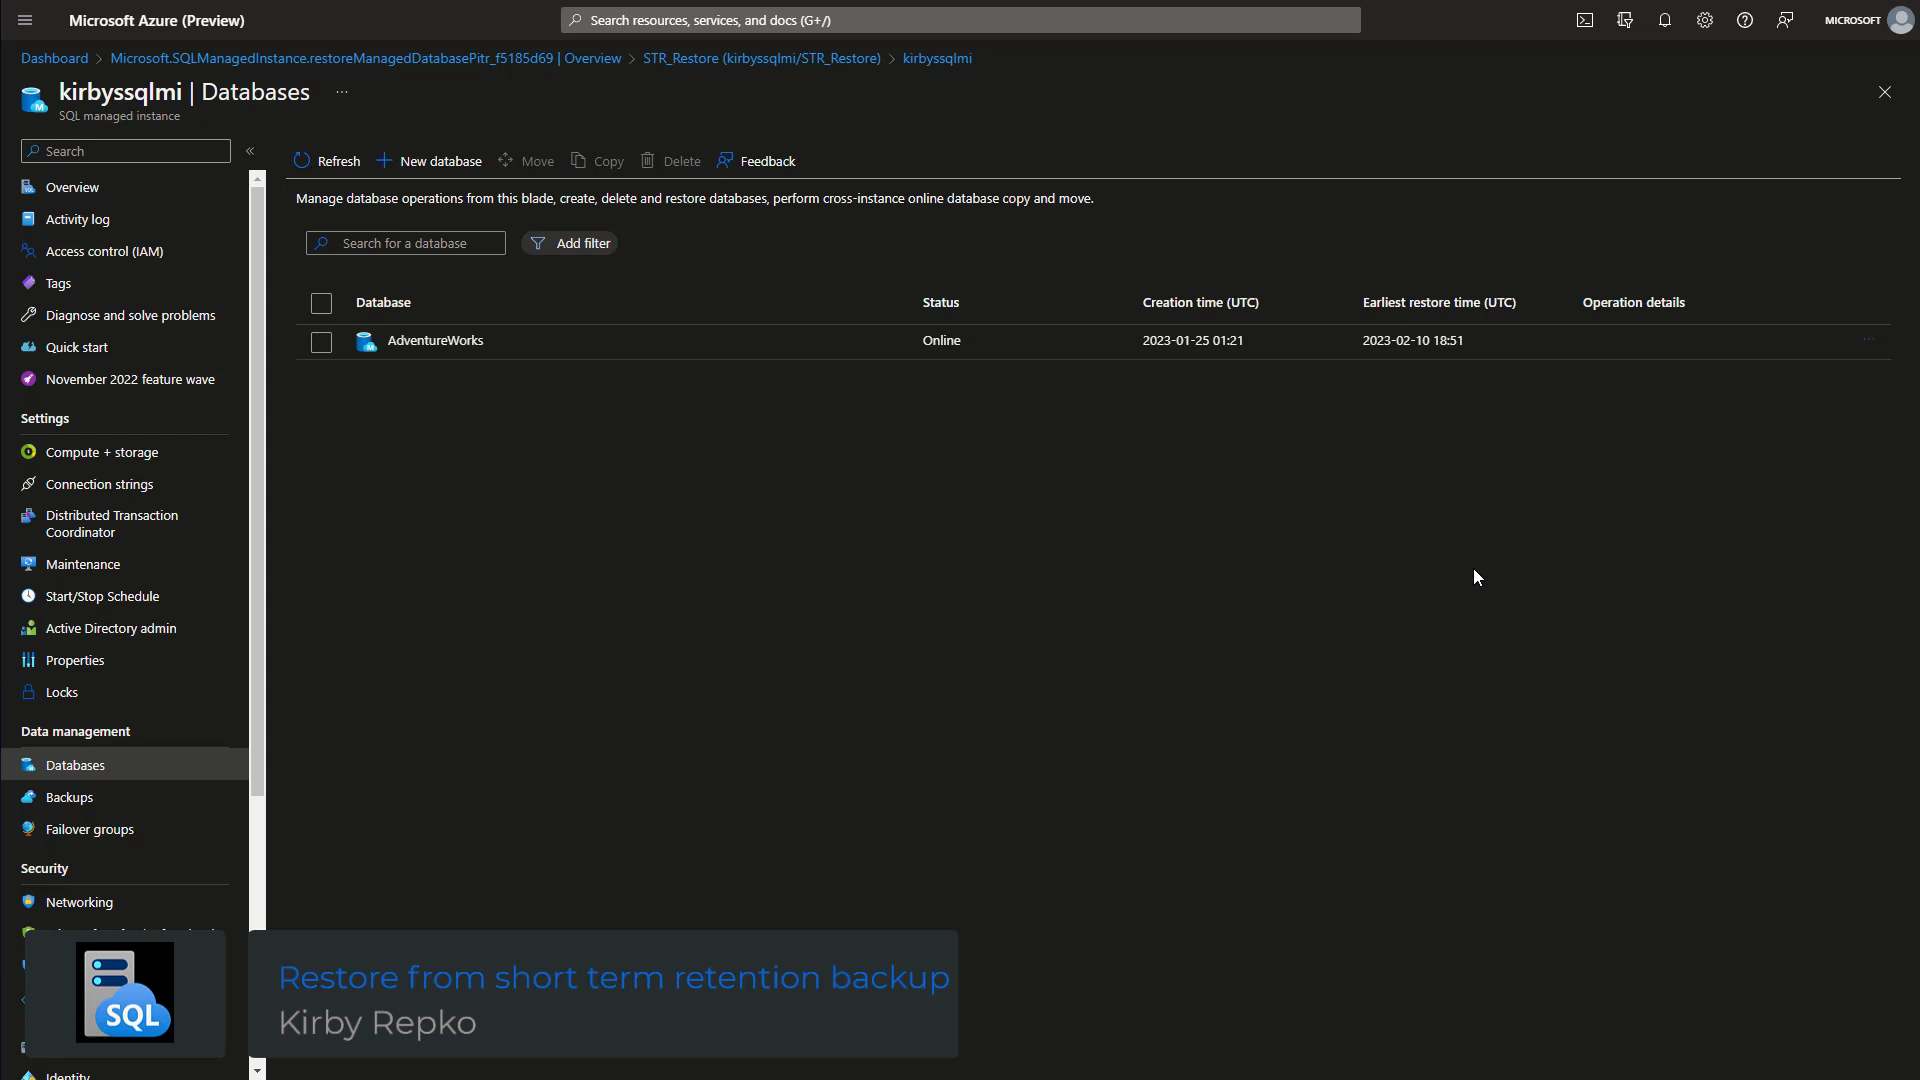 Microsoft Azure (Preview)
Search resources, services, and docs (G+/)
MICROSOFT
Dashboard > Microsoft.SQLManagedInstance.restoreManagedDatabasePitr_f5185d69 | Overview > STR_Restore (kirbyssqlmi/STR_Restore) > kirbyssqlmi
kirbyssqlmi | Databases ...
SQL managed instance
Search
«
Refresh
New database
Move
Copy
Delete
Feedback
Manage database operations from this blade, create, delete and restore databases, perform cross-instance online database copy and move.
Search for a database
Add filter
Database Status Creation time (UTC) Earliest restore time (UTC) Operation details
AdventureWorks Online 2023-01-25 01:21 2023-02-10 18:51 ...
Overview
Activity log
Access control (IAM)
Tags
Diagnose and solve problems
Quick start
November 2022 feature wave
Settings
Compute + storage
Connection strings
Distributed Transaction
Coordinator
Maintenance
Start/Stop Schedule
Active Directory admin
Properties
Locks
Data management
Databases
Backups
Failover groups
Security
Networking
Identity
SQL
Restore from short term retention backup
Kirby Repko